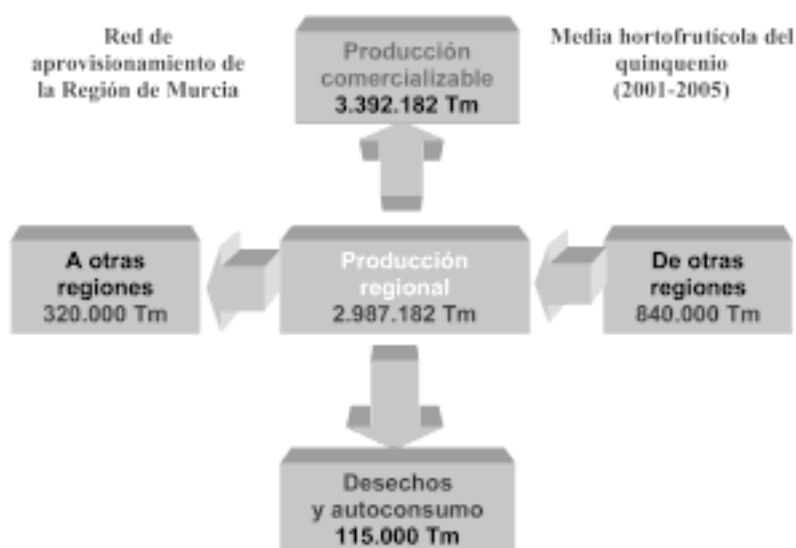 Red de
aprovisionamiento de
la Región de Murcia
Producción
comercializable
3.392.182 Tm
Media hortofrutícola del
quinquenio
(2001-2005)
A otras
regiones
320.000 Tm
Producción
regional
2.987.182 Tm
De otras
regiones
840.000 Tm
Desechos
y autoconsumo
115.000 Tm